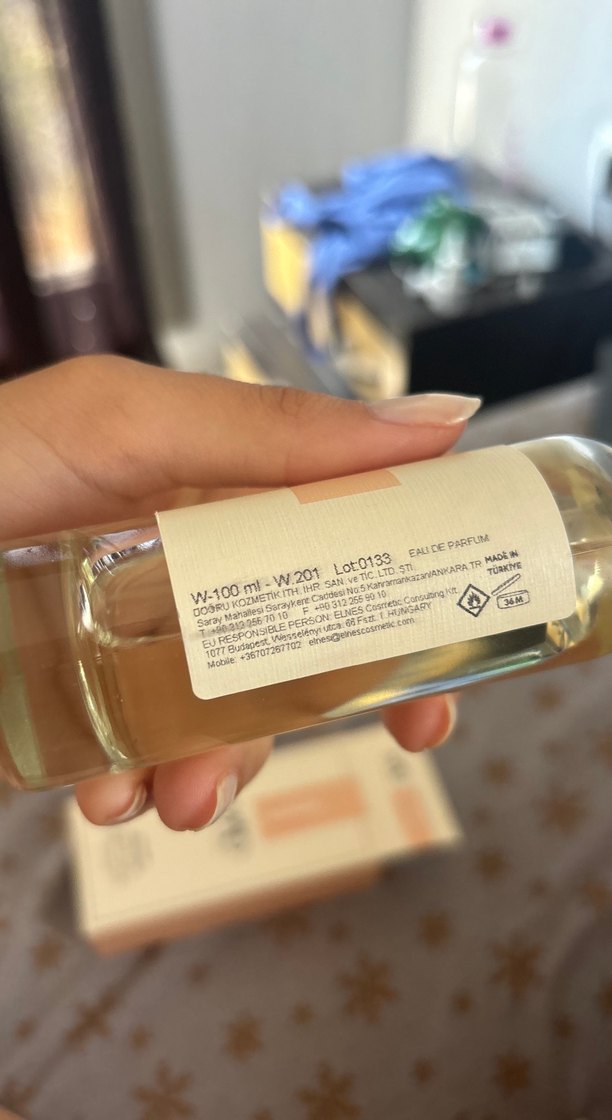 W-100 ml - W.201 Lot:0133 EAU DE PARFUM
DOĞRU KOZMETİK İTH. İHR. SAN. ve TİC. LTD. ŞTİ.
Saray Mahallesi Saraykent Caddesi No:5 Kahramankazan/ANKARA.TR
T +90 312 256 70 10 F +90 312 256 90 10
EU RESPONSIBLE PERSON: ELNES Cosmetic Consulting Kft.
1077 Budapest, Wesselényi utca. 68 Fszt. 1. HUNGARY
Mobile: +36707267702 elnes@elnescosmetic.com
MADE IN
TÜRKİYE
36 M